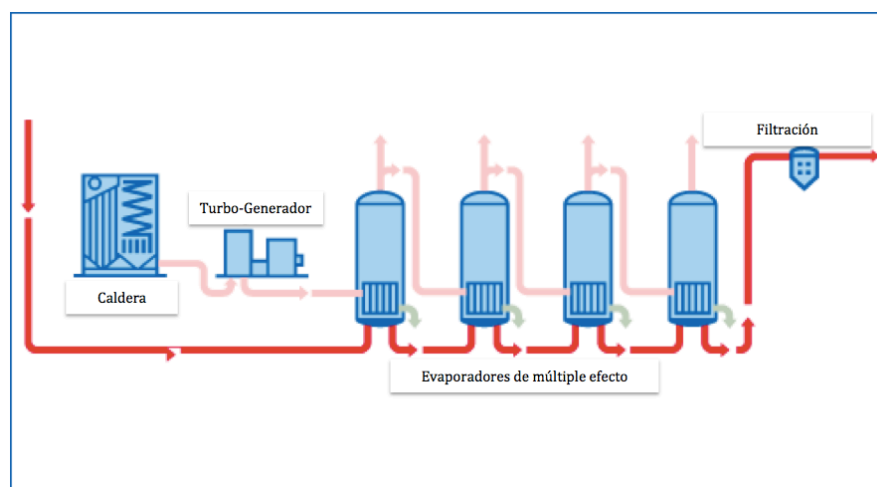 Filtración
Turbo-Generador
Caldera
Evaporadores de múltiple efecto